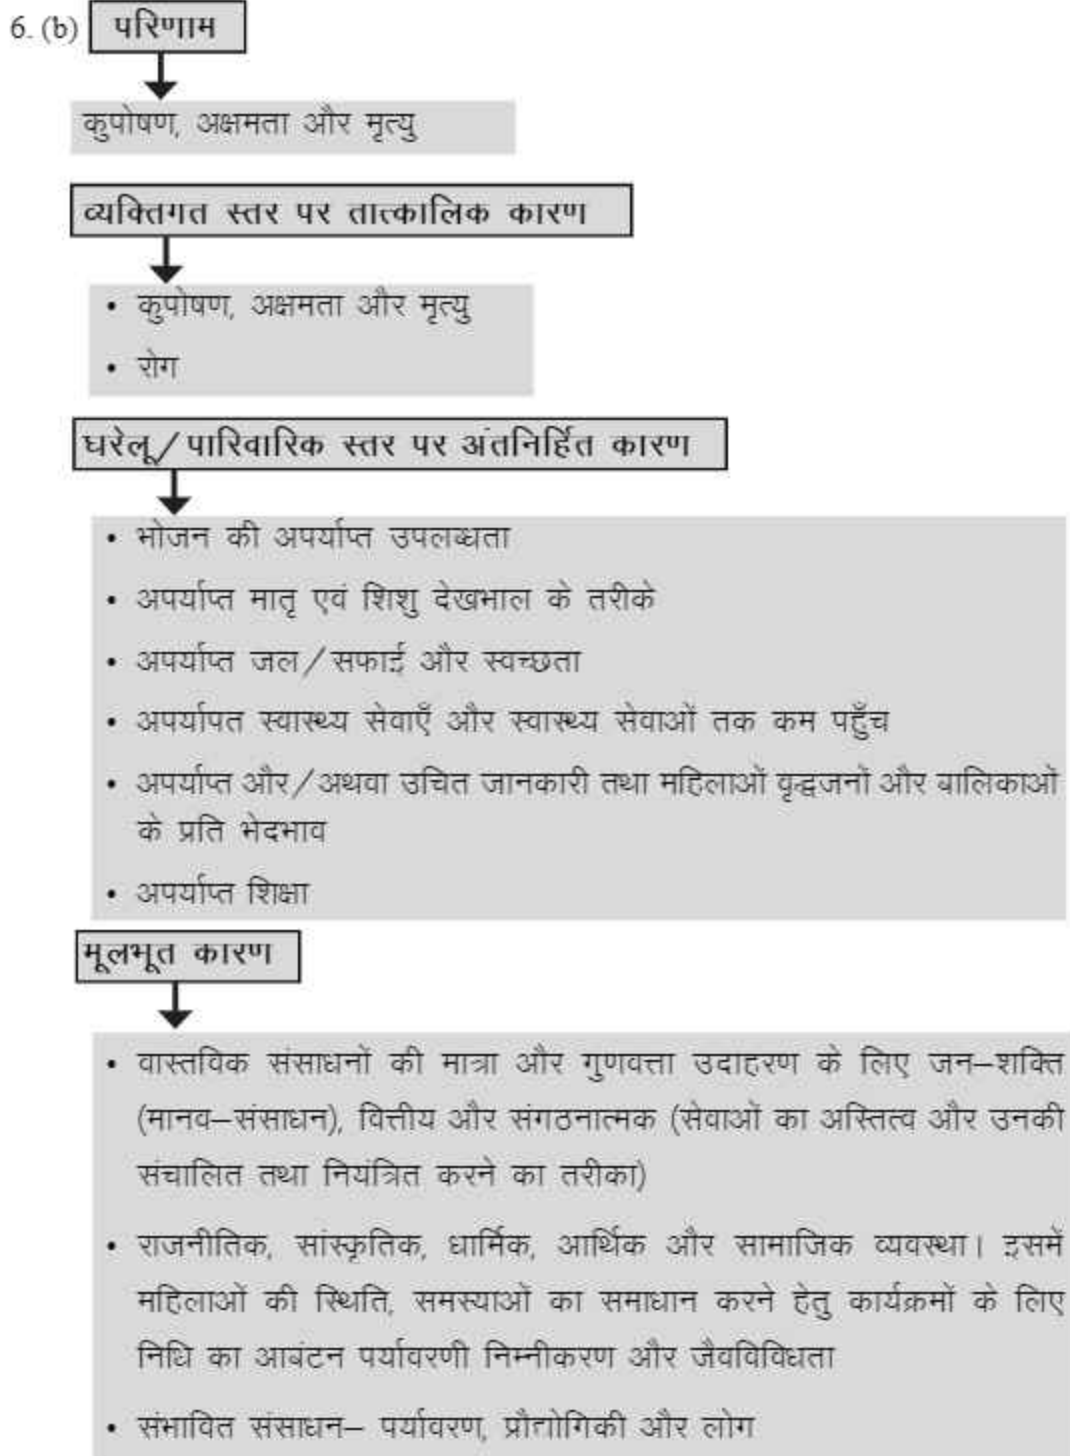 6. (b) परिणाम
कुपोषण, अक्षमता और मृत्यु
व्यक्तिगत स्तर पर तात्कालिक कारण
• कुपोषण, अक्षमता और मृत्यु
• रोग
घरेलू/पारिवारिक स्तर पर अंतनिर्हित कारण
• भोजन की अपर्याप्त उपलब्धता
• अपर्याप्त मातृ एवं शिशु देखभाल के तरीके
• अपर्याप्त जल/सफाई और स्वच्छता
• अपर्यापत स्वास्थ्य सेवाएँ और स्वास्थ्य सेवाओं तक कम पहुँच
• अपर्याप्त और/अथवा उचित जानकारी तथा महिलाओं वृद्धजनों और बालिकाओं
के प्रति भेदभाव
• अपर्याप्त शिक्षा
मूलभूत कारण
• वास्तविक संसाधनों की मात्रा और गुणवत्ता उदाहरण के लिए जन–शक्ति
(मानव–संसाधन), वित्तीय और संगठनात्मक (सेवाओं का अस्तित्व और उनकी
संचालित तथा नियंत्रित करने का तरीका)
• राजनीतिक, सांस्कृतिक, धार्मिक, आर्थिक और सामाजिक व्यवस्था। इसमें
महिलाओं की स्थिति, समस्याओं का समाधान करने हेतु कार्यक्रमों के लिए
निधि का आबंटन पर्यावरणी निम्नीकरण और जैवविविधता
• संभावित संसाधन– पर्यावरण, प्रौद्योगिकी और लोग